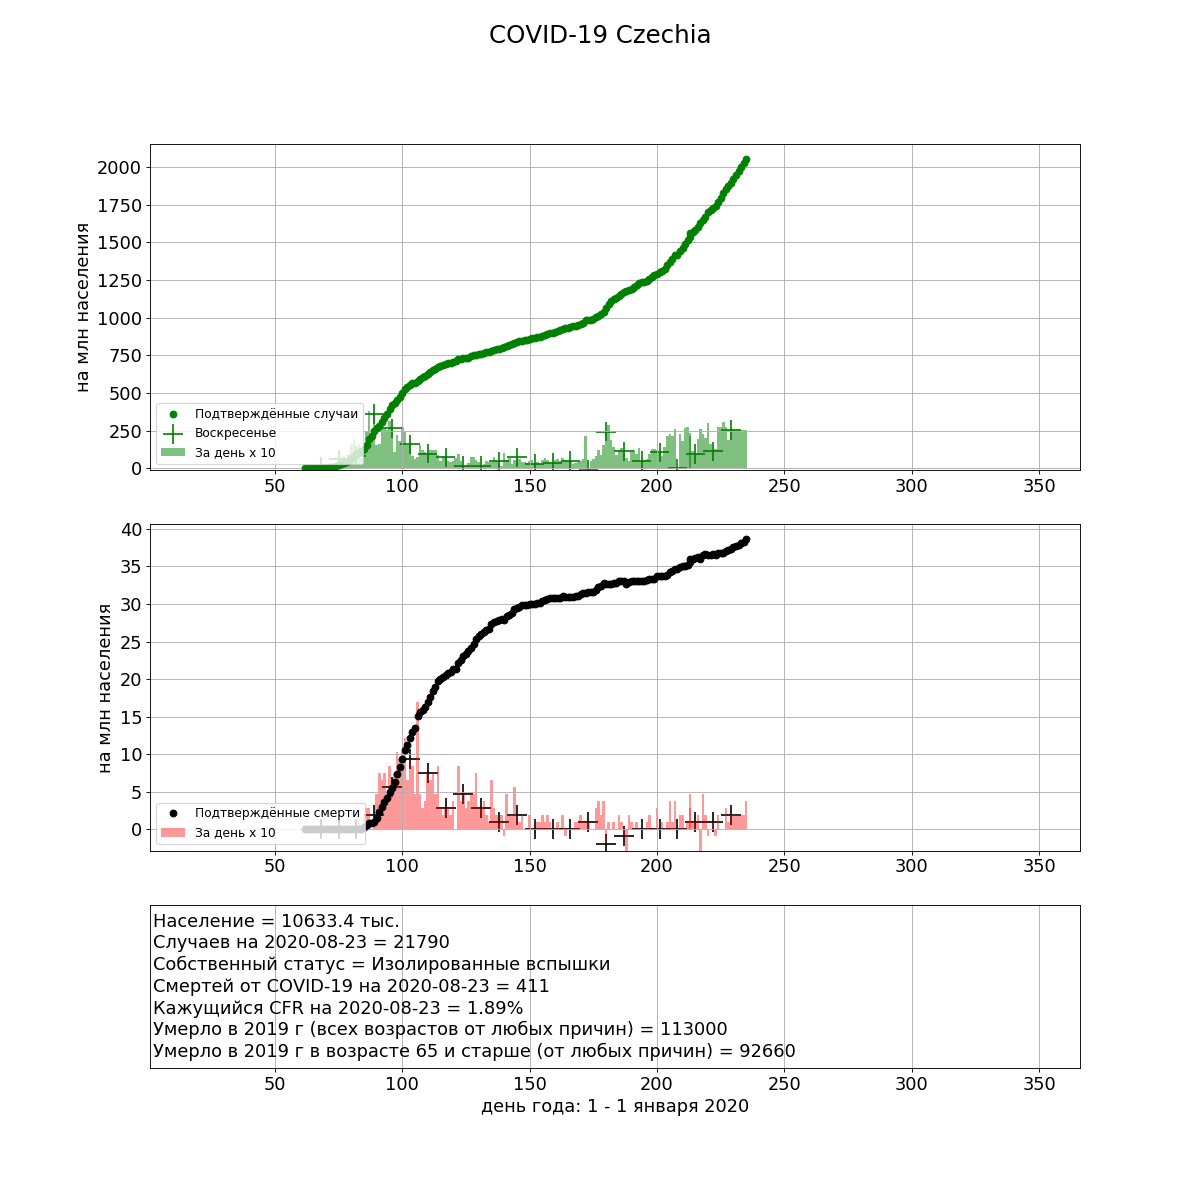 COVID-19 Czechia
на млн населения
2000
1750
1500
1250
1000
750
500
250
0
Подтверждённые случаи
Воскресенье
За день x 10
50 100 150 200 250 300 350
на млн населения
40
35
30
25
20
15
10
5
0
Подтверждённые смерти
За день x 10
50 100 150 200 250 300 350
Население = 10633.4 тыс.
Случаев на 2020-08-23 = 21790
Собственный статус = Изолированные вспышки
Смертей от COVID-19 на 2020-08-23 = 411
Кажущийся CFR на 2020-08-23 = 1.89%
Умерло в 2019 г (всех возрастов от любых причин) = 113000
Умерло в 2019 г в возрасте 65 и старше (от любых причин) = 92660
50 100 150 200 250 300 350
день года: 1 - 1 января 2020